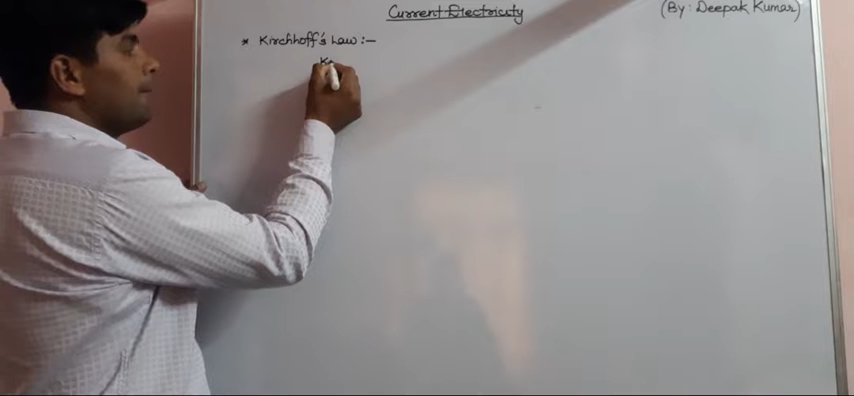 Current Electricity
(By: Deepak Kumar)
* Kirchhoff's Law :-
K